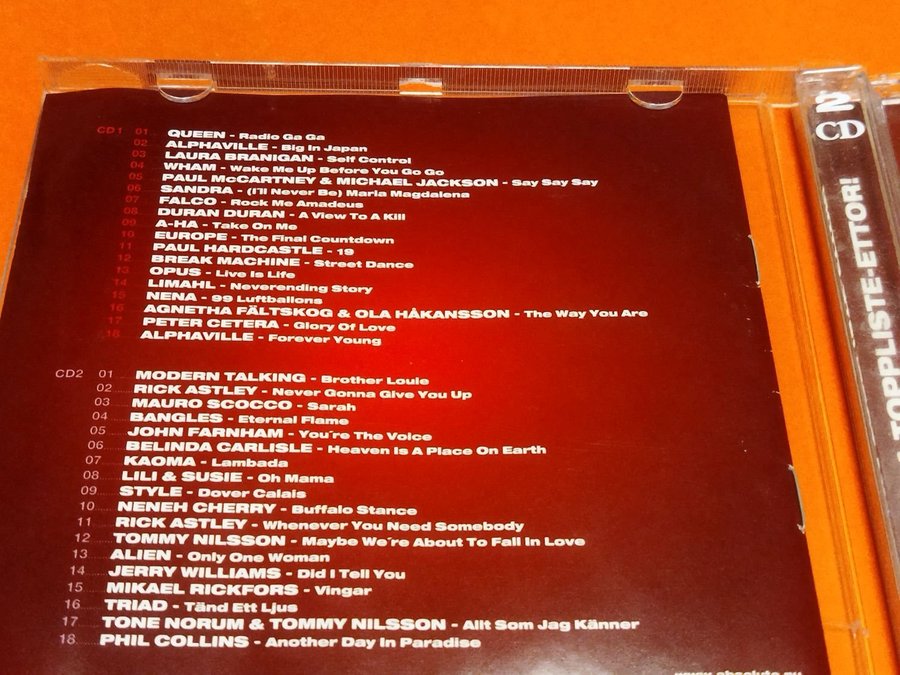 CD1 01 QUEEN - Radio Ga Ga
02 ALPHAVILLE - Big In Japan
03 LAURA BRANIGAN - Self Control
04 WHAM - Wake Me Up Before You Go Go
05 PAUL McCARTNEY & MICHAEL JACKSON - Say Say Say
06 SANDRA - (I'll Never Be) Maria Magdalena
07 FALCO - Rock Me Amadeus
08 DURAN DURAN - A View To A Kill
09 A-HA - Take On Me
10 EUROPE - The Final Countdown
11 PAUL HARDCASTLE - 19
12 BREAK MACHINE - Street Dance
13 OPUS - Live Is Life
14 LIMAHL - Neverending Story
15 NENA - 99 Luftballons
16 AGNETHA FÄLTSKOG & OLA HÅKANSSON - The Way You Are
17 PETER CETERA - Glory Of Love
18 ALPHAVILLE - Forever Young
CD2 01 MODERN TALKING - Brother Louie
02 RICK ASTLEY - Never Gonna Give You Up
03 MAURO SCOCCO - Sarah
04 BANGLES - Eternal Flame
05 JOHN FARNHAM - You´re The Voice
06 BELINDA CARLISLE - Heaven Is A Place On Earth
07 KAOMA - Lambada
08 LILI & SUSIE - Oh Mama
09 STYLE - Dover Calais
10 NENEH CHERRY - Buffalo Stance
11 RICK ASTLEY - Whenever You Need Somebody
12 TOMMY NILSSON - Maybe We´re About To Fall In Love
13 ALIEN - Only One Woman
14 JERRY WILLIAMS - Did I Tell You
15 MIKAEL RICKFORS - Vingar
16 TRIAD - Tänd Ett Ljus
17 TONE NORUM & TOMMY NILSSON - Allt Som Jag Känner
18 PHIL COLLINS - Another Day In Paradise
2
CD
TOPPLISTE-ETTOR!